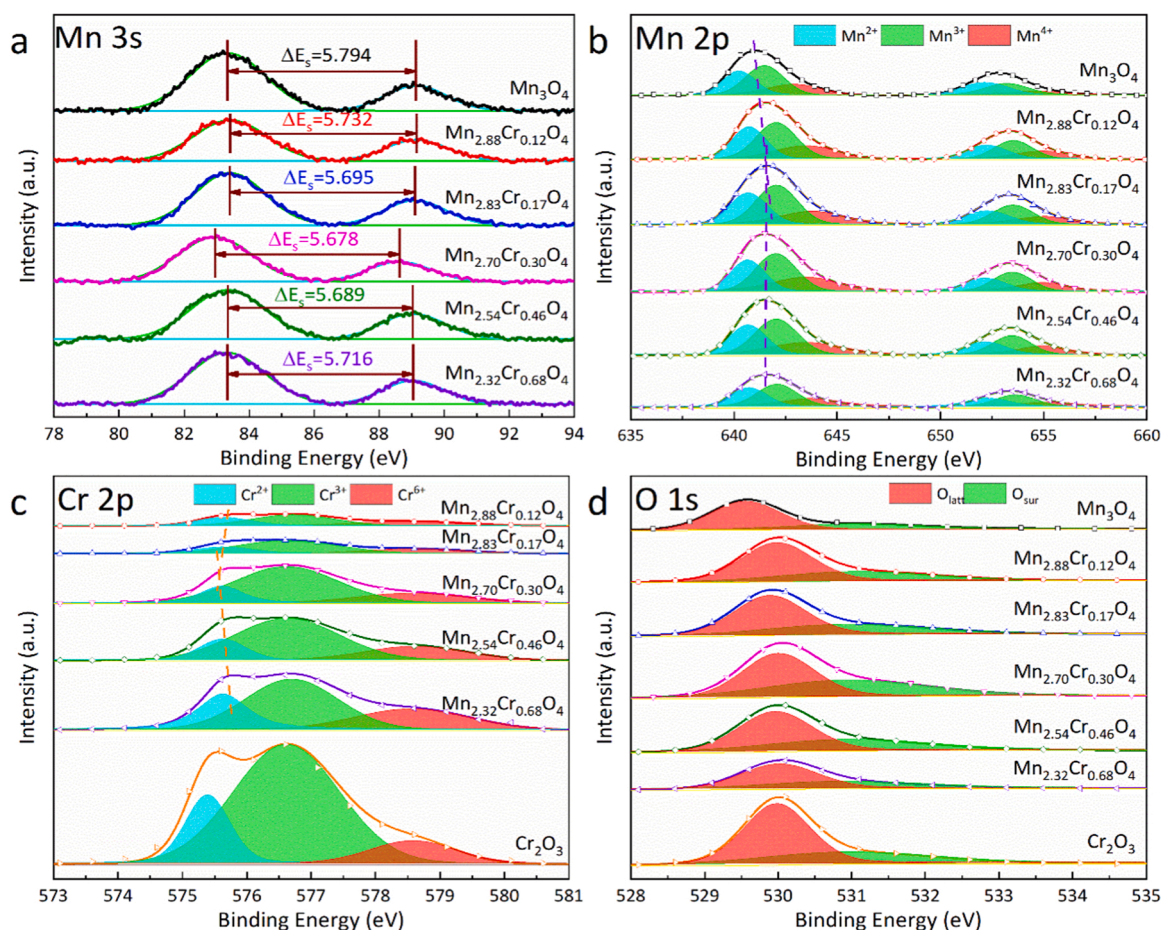 a
Mn 3s
ΔEs=5.794
Mn3O4
ΔEs=5.732
Mn2.88Cr0.12O4
ΔEs=5.695
Mn2.83Cr0.17O4
ΔEs=5.678
Mn2.70Cr0.30O4
ΔEs=5.689
Mn2.54Cr0.46O4
ΔEs=5.716
Mn2.32Cr0.68O4
Intensity (a.u.)
78 80 82 84 86 88 90 92 94
Binding Energy (eV)
b
Mn 2p
Mn2+ Mn3+ Mn4+
Mn3O4
Mn2.88Cr0.12O4
Mn2.83Cr0.17O4
Mn2.70Cr0.30O4
Mn2.54Cr0.46O4
Mn2.32Cr0.68O4
Intensity (a.u.)
635 640 645 650 655 660
Binding Energy (eV)
c
Cr 2p
Cr2+ Cr3+ Cr6+
Mn2.88Cr0.12O4
Mn2.83Cr0.17O4
Mn2.70Cr0.30O4
Mn2.54Cr0.46O4
Mn2.32Cr0.68O4
Cr2O3
Intensity (a.u.)
573 574 575 576 577 578 579 580 581
Binding Energy (eV)
d
O 1s
Olatt Osur
Mn3O4
Mn2.88Cr0.12O4
Mn2.83Cr0.17O4
Mn2.70Cr0.30O4
Mn2.54Cr0.46O4
Mn2.32Cr0.68O4
Cr2O3
Intensity (a.u.)
528 529 530 531 532 533 534 535
Binding Energy (eV)